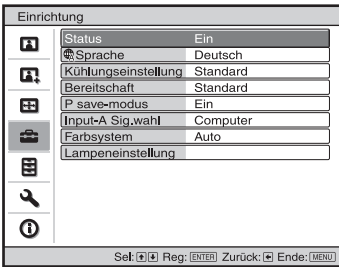 Einrichtung
Status Ein
Sprache Deutsch
Kühlungseinstellung Standard
Bereitschaft Standard
P save-modus Ein
Input-A Sig.wahl Computer
Farbsystem Auto
Lampeneinstellung
Sel: Reg: ENTER Zurück: Ende: MENU